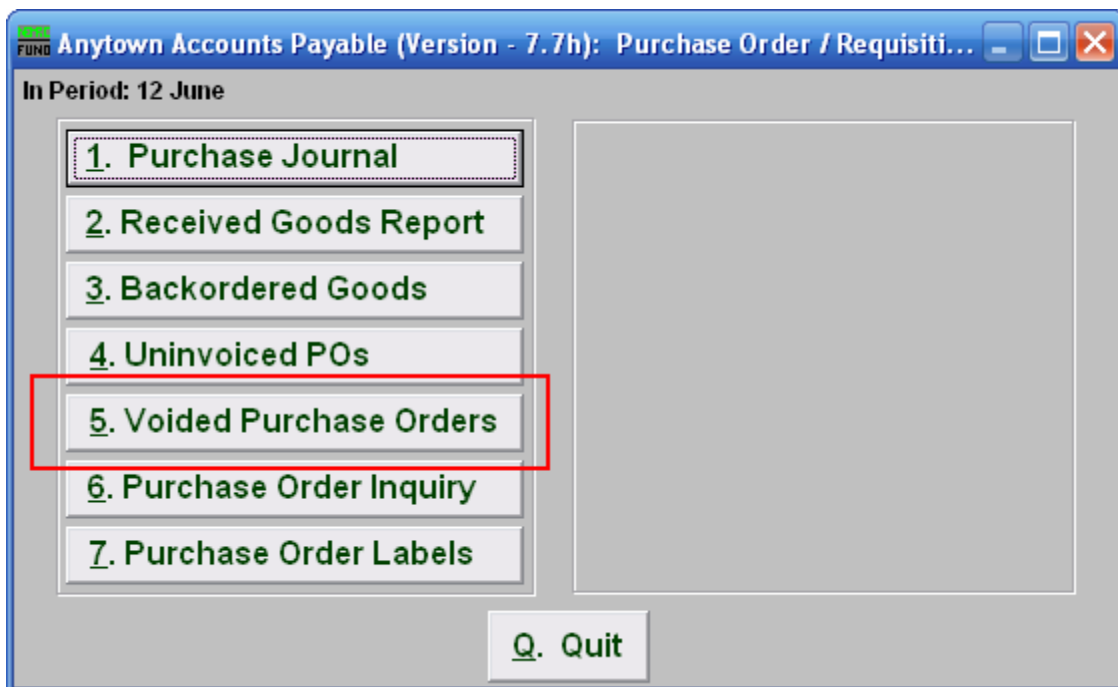 FUND Anytown Accounts Payable (Version - 7.7h): Purchase Order / Requisiti...
In Period: 12 June
1. Purchase Journal
2. Received Goods Report
3. Backordered Goods
4. Uninvoiced POs
5. Voided Purchase Orders
6. Purchase Order Inquiry
7. Purchase Order Labels
Q. Quit